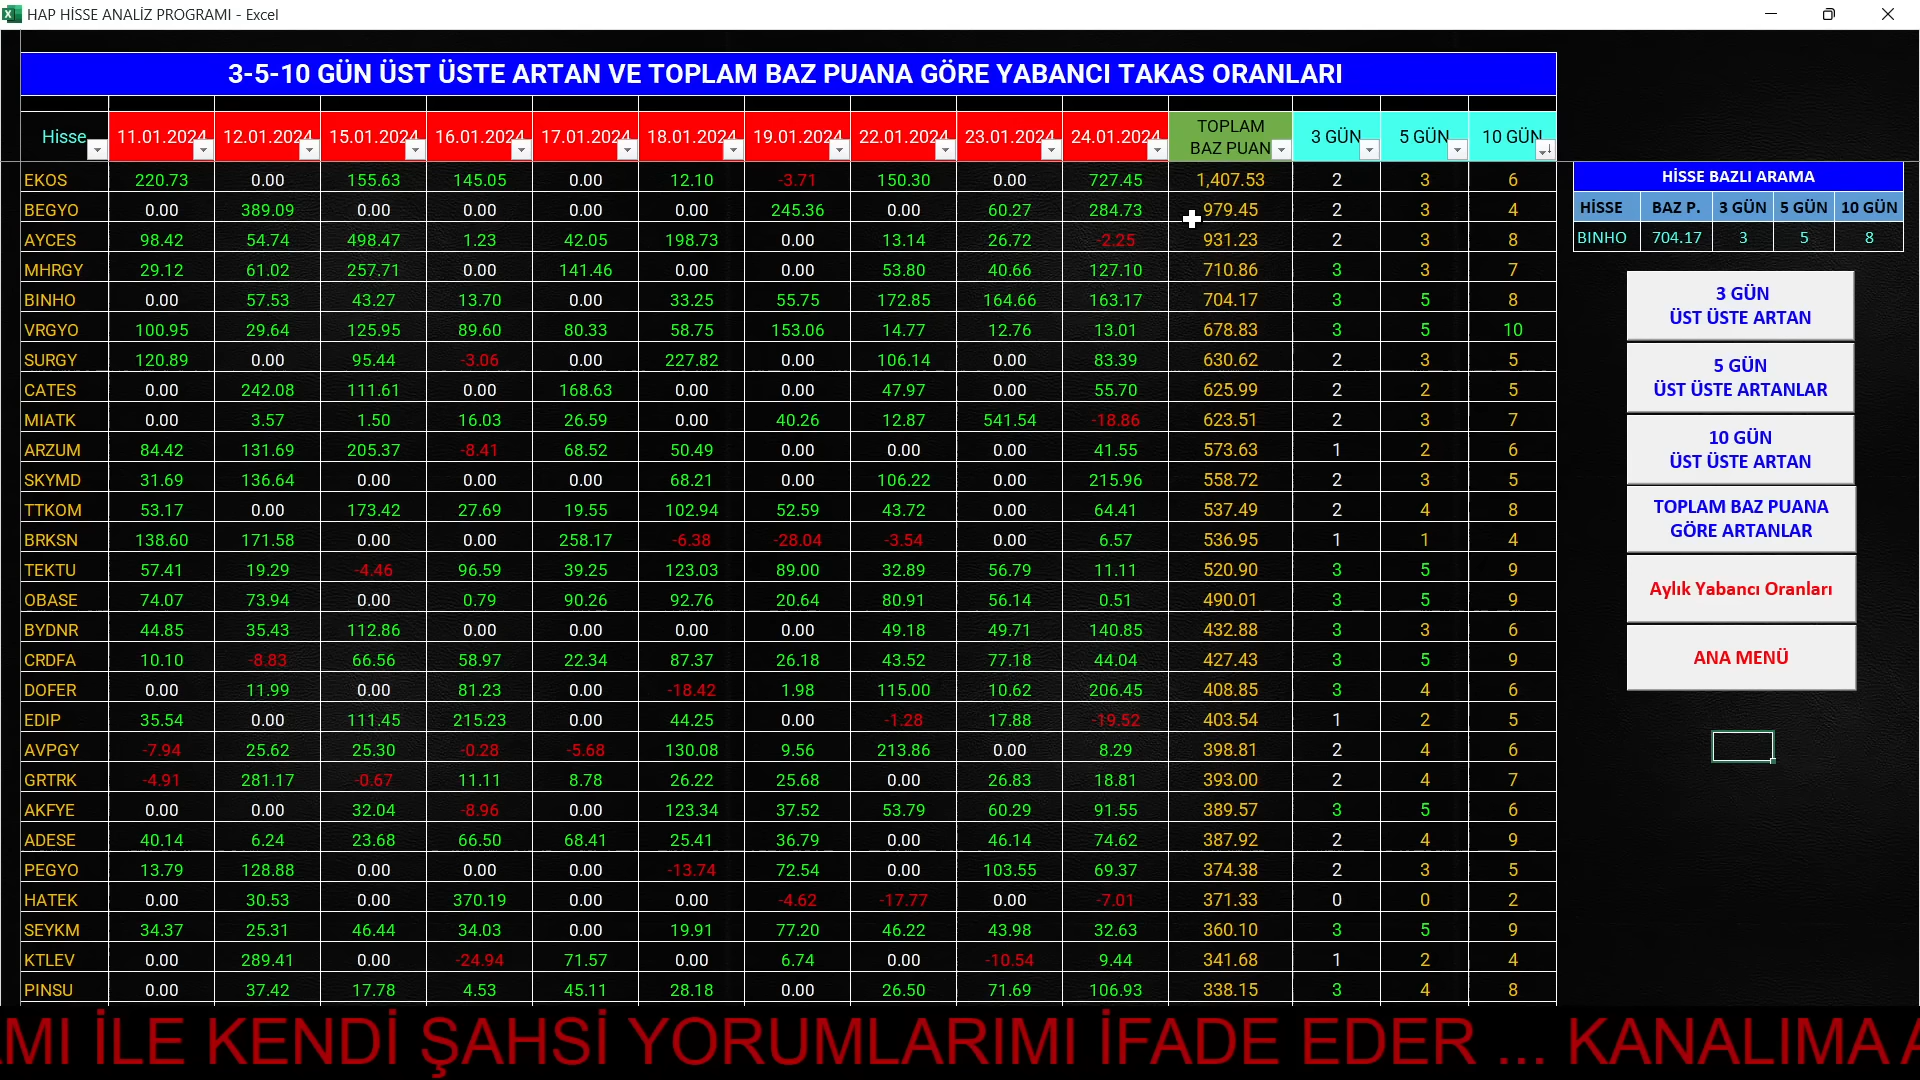 HAP HİSSE ANALİZ PROGRAMI - Excel
3-5-10 GÜN ÜST ÜSTE ARTAN VE TOPLAM BAZ PUANA GÖRE YABANCI TAKAS ORANLARI
Hisse 11.01.2024 12.01.2024 15.01.2024 16.01.2024 17.01.2024 18.01.2024 19.01.2024 22.01.2024 23.01.2024 24.01.2024 TOPLAM BAZ PUAN 3 GÜN 5 GÜN 10 GÜN
EKOS 220.73 0.00 155.63 145.05 0.00 12.10 -3.71 150.30 0.00 727.45 1,407.53 2 3 6
BEGYO 0.00 389.09 0.00 0.00 0.00 0.00 245.36 0.00 60.27 284.73 979.45 2 3 4
AYCES 98.42 54.74 498.47 1.23 42.05 198.73 0.00 13.14 26.72 -2.25 931.23 2 3 8
MHRGY 29.12 61.02 257.71 0.00 141.46 0.00 0.00 53.80 40.66 127.10 710.86 3 3 7
BINHO 0.00 57.53 43.27 13.70 0.00 33.25 55.75 172.85 164.66 163.17 704.17 3 5 8
VRGYO 100.95 29.64 125.95 89.60 80.33 58.75 153.06 14.77 12.76 13.01 678.83 3 5 10
SURGY 120.89 0.00 95.44 -3.06 0.00 227.82 0.00 106.14 0.00 83.39 630.62 2 3 5
CATES 0.00 242.08 111.61 0.00 168.63 0.00 0.00 47.97 0.00 55.70 625.99 2 2 5
MIATK 0.00 3.57 1.50 16.03 26.59 0.00 40.26 12.87 541.54 -18.86 623.51 2 3 7
ARZUM 84.42 131.69 205.37 -8.41 68.52 50.49 0.00 0.00 0.00 41.55 573.63 1 2 6
SKYMD 31.69 136.64 0.00 0.00 0.00 68.21 0.00 106.22 0.00 215.96 558.72 2 3 5
TTKOM 53.17 0.00 173.42 27.69 19.55 102.94 52.59 43.72 0.00 64.41 537.49 2 4 8
BRKSN 138.60 171.58 0.00 0.00 258.17 -6.38 -28.04 -3.54 0.00 6.57 536.95 1 1 4
TEKTU 57.41 19.29 -4.46 96.59 39.25 123.03 89.00 32.89 56.79 11.11 520.90 3 5 9
OBASE 74.07 73.94 0.00 0.79 90.26 92.76 20.64 80.91 56.14 0.51 490.01 3 5 9
BYDNR 44.85 35.43 112.86 0.00 0.00 0.00 0.00 49.18 49.71 140.85 432.88 3 3 6
CRDFA 10.10 -8.83 66.56 58.97 22.34 87.37 26.18 43.52 77.18 44.04 427.43 3 5 9
DOFER 0.00 11.99 0.00 81.23 0.00 -18.42 1.98 115.00 10.62 206.45 408.85 3 4 6
EDIP 35.54 0.00 111.45 215.23 0.00 44.25 0.00 -1.28 17.88 -19.52 403.54 1 2 5
AVPGY -7.94 25.62 25.30 -0.28 -5.68 130.08 9.56 213.86 0.00 8.29 398.81 2 4 6
GRTRK -4.91 281.17 -0.67 11.11 8.78 26.22 25.68 0.00 26.83 18.81 393.00 2 4 7
AKFYE 0.00 0.00 32.04 -8.96 0.00 123.34 37.52 53.79 60.29 91.55 389.57 3 5 6
ADESE 40.14 6.24 23.68 66.50 68.41 25.41 36.79 0.00 46.14 74.62 387.92 2 4 9
PEGYO 13.79 128.88 0.00 0.00 0.00 -13.74 72.54 0.00 103.55 69.37 374.38 2 3 5
HATEK 0.00 30.53 0.00 370.19 0.00 0.00 -4.62 -17.77 0.00 -7.01 371.33 0 0 2
SEYKM 34.37 25.31 46.44 34.03 0.00 19.91 77.20 46.22 43.98 32.63 360.10 3 5 9
KTLEV 0.00 289.41 0.00 -24.94 71.57 0.00 6.74 0.00 -10.54 9.44 341.68 1 2 4
PINSU 0.00 37.42 17.78 4.53 45.11 28.18 0.00 26.50 71.69 106.93 338.15 3 4 8
HİSSE BAZLI ARAMA
HİSSE BAZ P. 3 GÜN 5 GÜN 10 GÜN
BINHO 704.17 3 5 8
3 GÜN
ÜST ÜSTE ARTAN
5 GÜN
ÜST ÜSTE ARTANLAR
10 GÜN
ÜST ÜSTE ARTAN
TOPLAM BAZ PUANA
GÖRE ARTANLAR
Aylık Yabancı Oranları
ANA MENÜ
AMI İLE KENDİ ŞAHSİ YORUMLARIMI İFADE EDER ... KANALIMA A